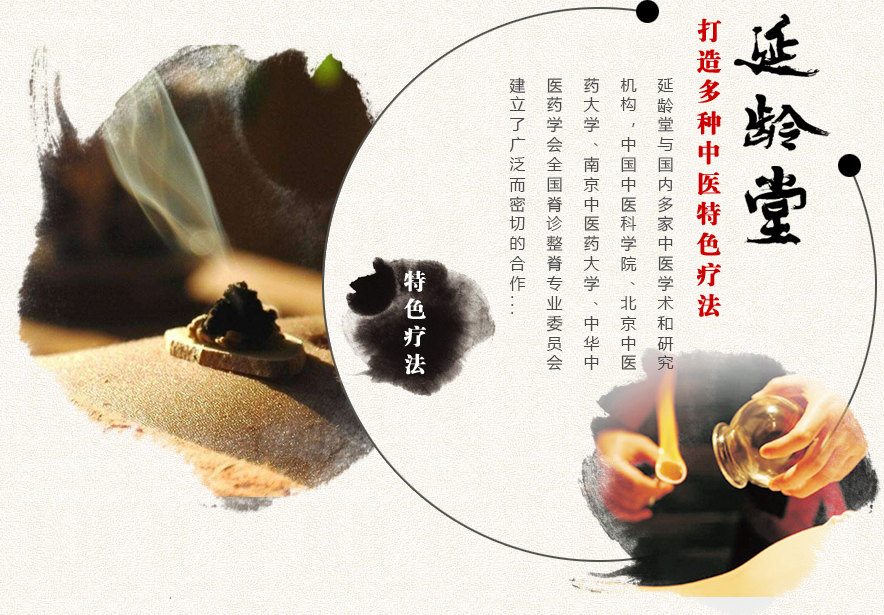 延龄堂
打造多种中医特色疗法
延龄堂与国内多家中医学术和研究
机构，中国中医科学院、北京中医
药大学、南京中医药大学、中华中
医药学会全国脊诊整脊专业委员会
建立了广泛而密切的合作...
特色疗法